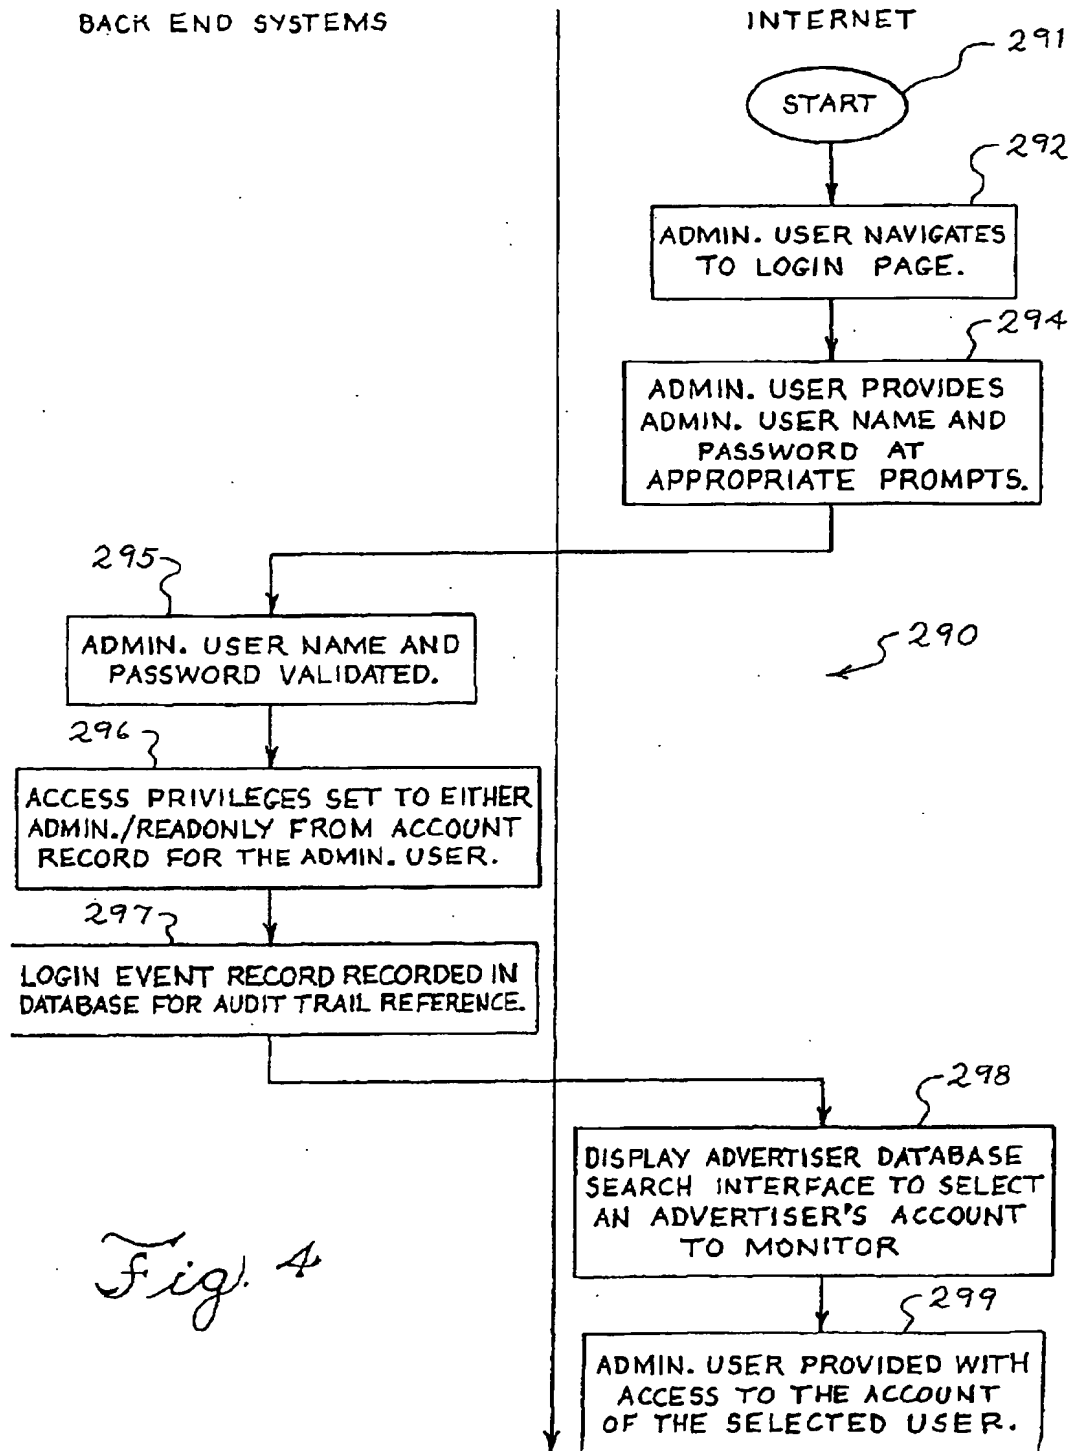 BACK END SYSTEMS
INTERNET
291
START
292
ADMIN. USER NAVIGATES
TO LOGIN PAGE.
294
ADMIN. USER PROVIDES
ADMIN. USER NAME AND
PASSWORD AT
APPROPRIATE PROMPTS.
295
ADMIN. USER NAME AND
PASSWORD VALIDATED.
290
296
ACCESS PRIVILEGES SET TO EITHER
ADMIN./READONLY FROM ACCOUNT
RECORD FOR THE ADMIN. USER.
297
LOGIN EVENT RECORD RECORDED IN
DATABASE FOR AUDIT TRAIL REFERENCE.
298
DISPLAY ADVERTISER DATABASE
SEARCH INTERFACE TO SELECT
AN ADVERTISER'S ACCOUNT
TO MONITOR
Fig. 4
299
ADMIN. USER PROVIDED WITH
ACCESS TO THE ACCOUNT
OF THE SELECTED USER.